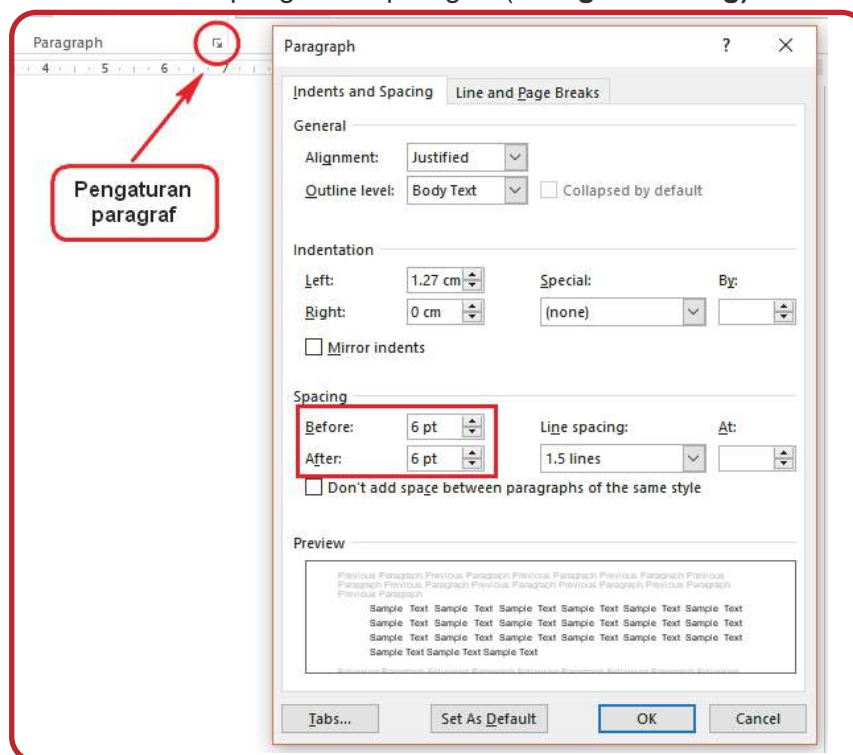 Paragraph
4 5 6 7
Pengaturan
paragraf
Paragraph ? X
Indents and Spacing Line and Page Breaks
General
Alignment: Justified
Outline level: Body Text Collapsed by default
Indentation
Left: 1.27 cm Special: By:
Right: 0 cm (none)
Mirror indents
Spacing
Before: 6 pt Line spacing: At:
After: 6 pt 1.5 lines
Don't add space between paragraphs of the same style
Preview
Previous Paragraph Previous Paragraph Previous Paragraph Previous Paragraph Previous
Paragraph Previous Paragraph Previous Paragraph Previous Paragraph Previous Paragraph
Previous Paragraph
Sample Text Sample Text Sample Text Sample Text Sample Text Sample Text
Sample Text Sample Text Sample Text Sample Text Sample Text Sample Text
Sample Text Sample Text Sample Text Sample Text Sample Text Sample Text
Sample Text Sample Text Sample Text
Tabs... Set As Default OK Cancel